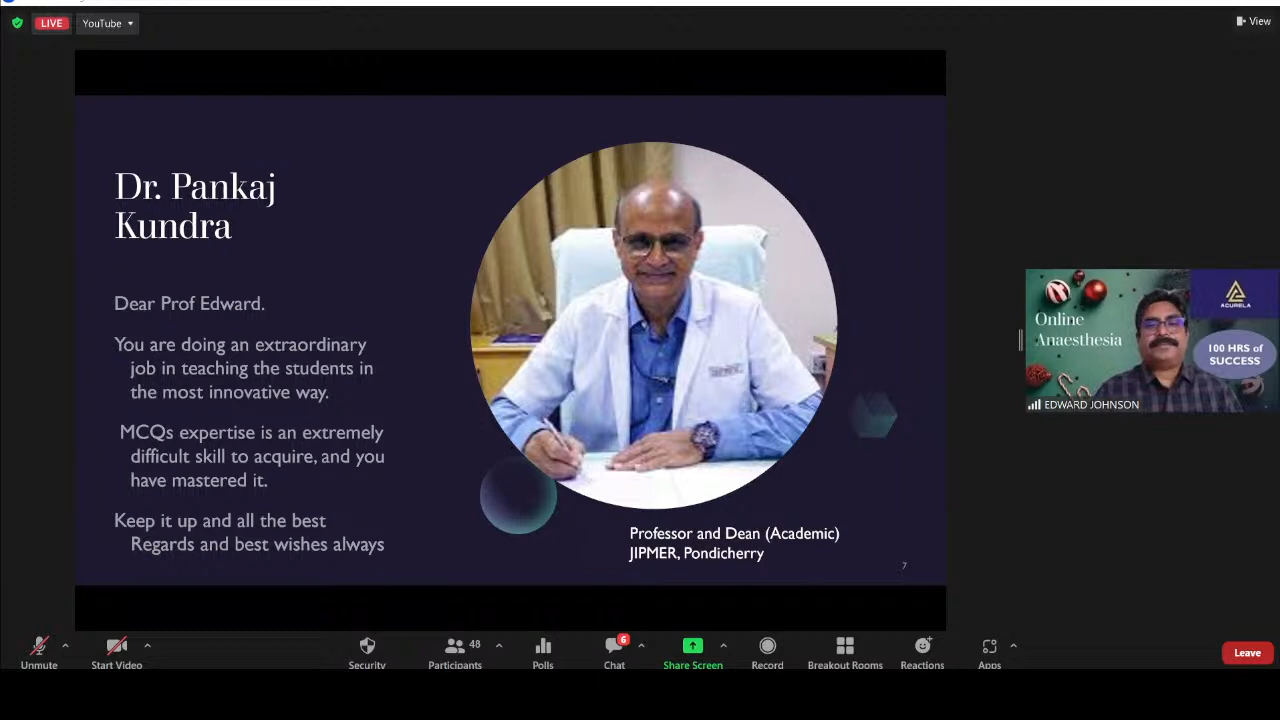 LIVE
YouTube
View
Dr. Pankaj
Kundra
Dear Prof Edward.
You are doing an extraordinary
job in teaching the students in
the most innovative way.
MCQs expertise is an extremely
difficult skill to acquire, and you
have mastered it.
Keep it up and all the best
Regards and best wishes always
Professor and Dean (Academic)
JIPMER, Pondicherry
7
Online
Anaesthesia
ACURELA
100 HRS of
SUCCESS
EDWARD JOHNSON
Unmute
Start Video
Security
48
Participants
Polls
6
Chat
Share Screen
Record
Breakout Rooms
Reactions
Apps
Leave